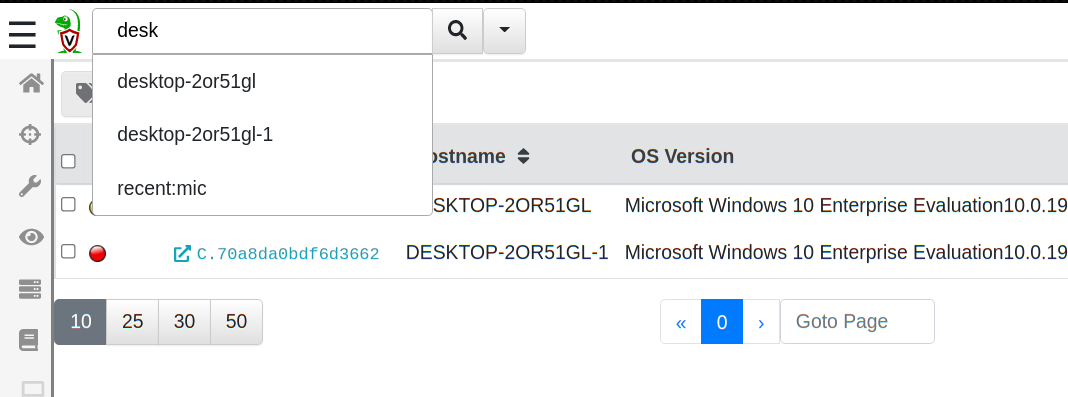 desk
desktop-2or51gl
desktop-2or51gl-1
recent:mic
ostname OS Version
SKTOP-2OR51GL Microsoft Windows 10 Enterprise Evaluation10.0.19
C.70a8da0bdf6d3662 DESKTOP-2OR51GL-1 Microsoft Windows 10 Enterprise Evaluation10.0.19
10 25 30 50 « 0 › Goto Page